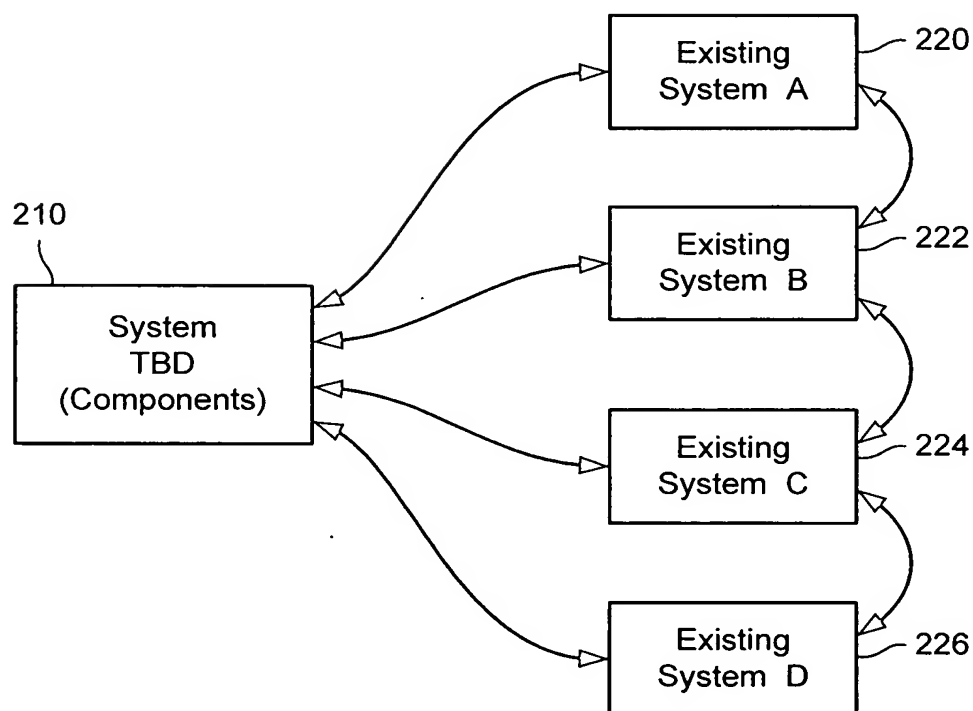 Existing
System A
220
Existing
System B
222
210
System
TBD
(Components)
Existing
System C
224
Existing
System D
226